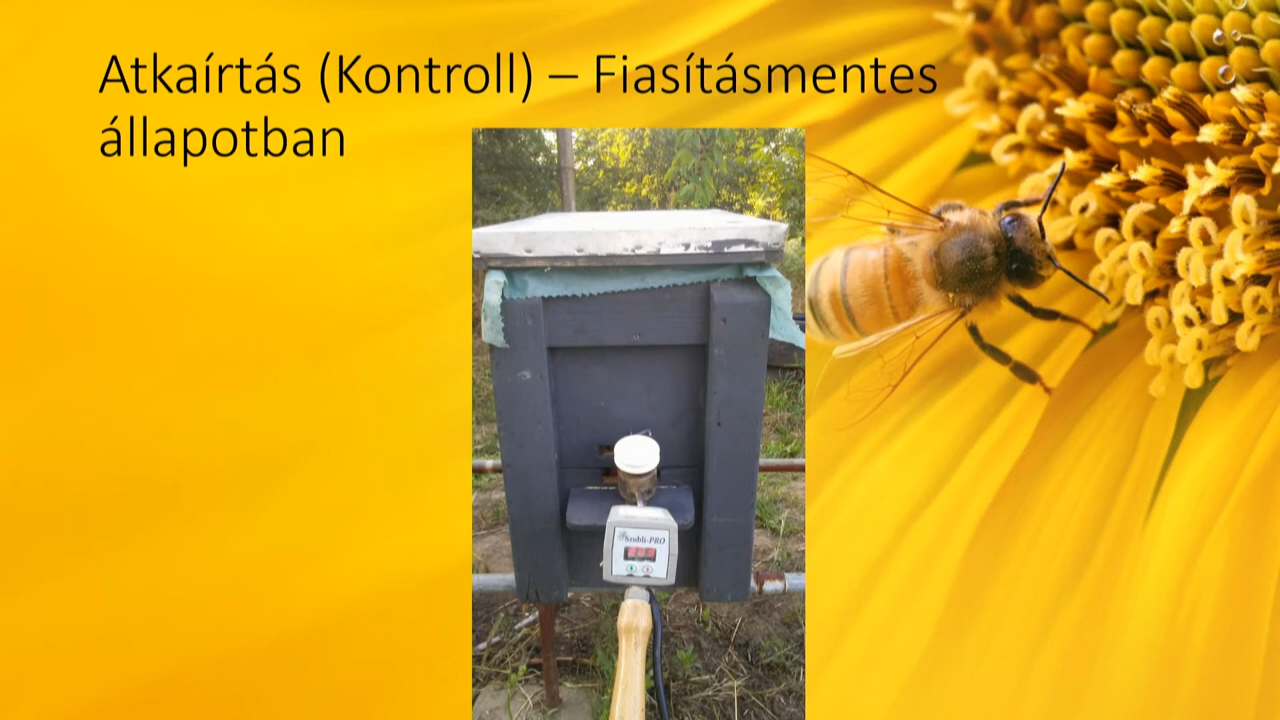 Atkaírtás (Kontroll) – Fiasításmentes
állapotban
Szubli-PRO